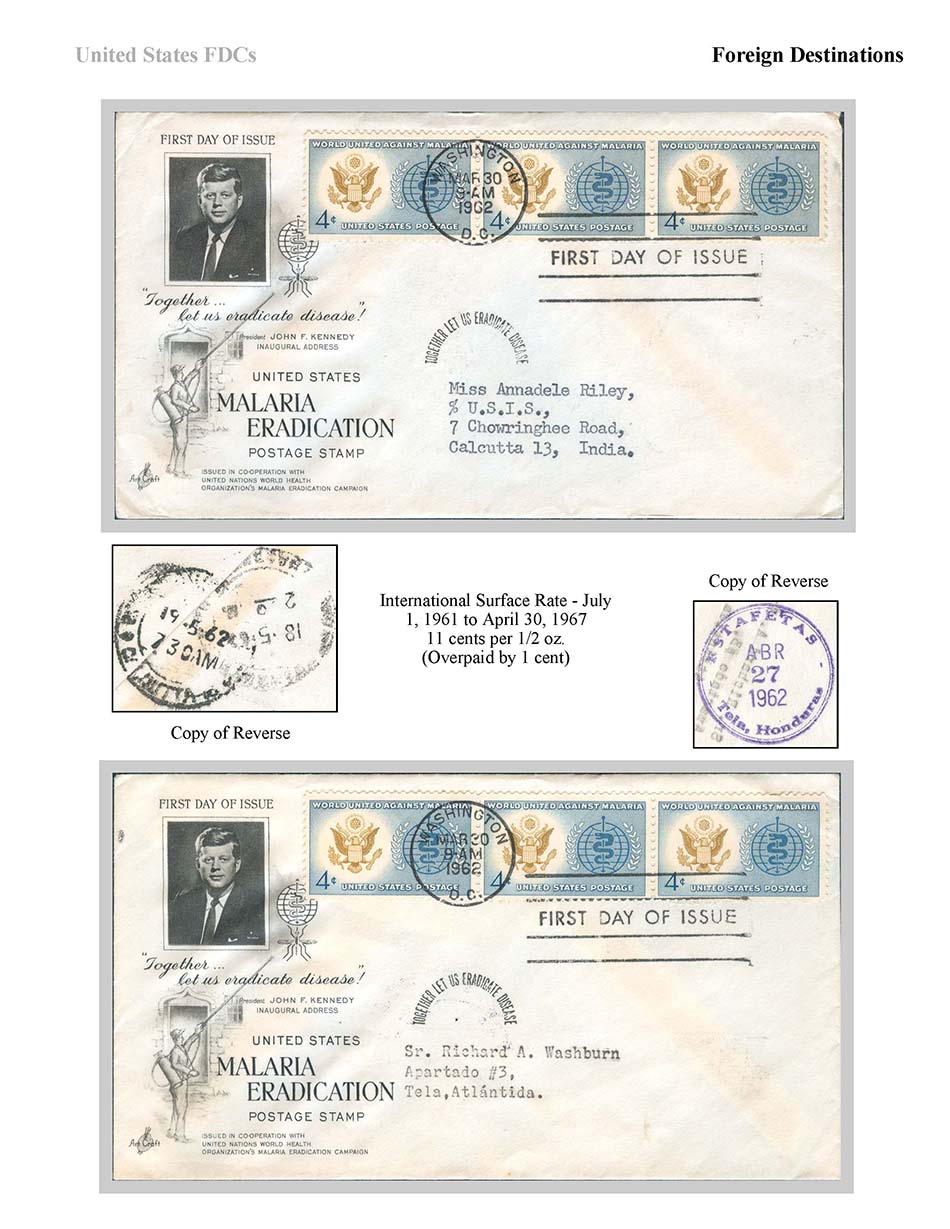 United States FDCs
Foreign Destinations
FIRST DAY OF ISSUE
WORLD UNITED AGAINST MALARIA
WORLD UNITED AGAINST MALARIA
WORLD UNITED AGAINST MALARIA
4¢ UNITED STATES POSTAGE
4¢ UNITED STATES POSTAGE
4¢ UNITED STATES POSTAGE
WASHINGTON
MAR 30
9-AM
1962
D.C.
FIRST DAY OF ISSUE
"Together ...
let us eradicate disease!"
President JOHN F. KENNEDY
INAUGURAL ADDRESS
TOGETHER LET US ERADICATE DISEASE
UNITED STATES
MALARIA
ERADICATION
POSTAGE STAMP
ISSUED IN CO-OPERATION WITH
UNITED NATIONS WORLD HEALTH
ORGANIZATION'S MALARIA ERADICATION CAMPAIGN
ArtCraft
Miss Annadele Riley,
% U.S.I.S.,
7 Chowringhee Road,
Calcutta 13, India.
19·5·62
7 30AM
18·5·
Copy of Reverse
International Surface Rate - July
1, 1961 to April 30, 1967
11 cents per 1/2 oz.
(Overpaid by 1 cent)
Copy of Reverse
ESTAFETAS
ABR
27
1962
Tela, Honduras
FIRST DAY OF ISSUE
WORLD UNITED AGAINST MALARIA
WORLD UNITED AGAINST MALARIA
WORLD UNITED AGAINST MALARIA
4¢ UNITED STATES POSTAGE
4¢ UNITED STATES POSTAGE
4¢ UNITED STATES POSTAGE
WASHINGTON
MAR 30
9-AM
1962
D.C.
FIRST DAY OF ISSUE
"Together ...
let us eradicate disease!"
President JOHN F. KENNEDY
INAUGURAL ADDRESS
TOGETHER LET US ERADICATE DISEASE
UNITED STATES
MALARIA
ERADICATION
POSTAGE STAMP
ISSUED IN CO-OPERATION WITH
UNITED NATIONS WORLD HEALTH
ORGANIZATION'S MALARIA ERADICATION CAMPAIGN
ArtCraft
Sr. Richard A. Washburn
Apartado #3,
Tela,Atlántida.